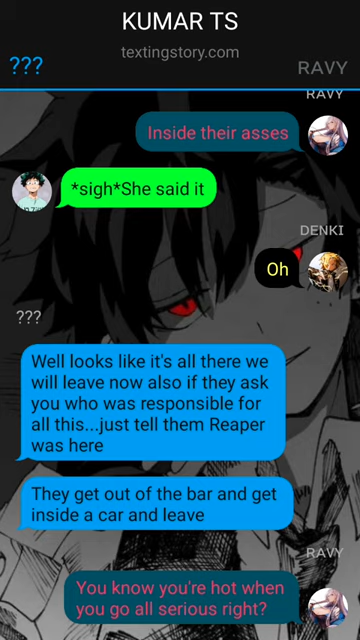 KUMAR TS
textingstory.com
???
RAVY
RAVY
Inside their asses
*sigh*She said it
DENKI
Oh
???
Well looks like it's all there we
will leave now also if they ask
you who was responsible for
all this...just tell them Reaper
was here
They get out of the bar and get
inside a car and leave
RAVY
You know you're hot when
you go all serious right?